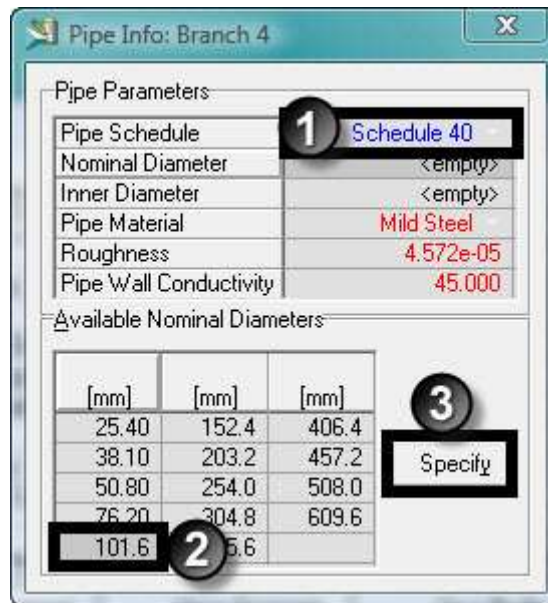 Pipe Info: Branch 4
X
Pipe Parameters
Pipe Schedule 1 Schedule 40
Nominal Diameter <empty>
Inner Diameter <empty>
Pipe Material Mild Steel
Roughness 4.572e-05
Pipe Wall Conductivity 45.000
Available Nominal Diameters
[mm] [mm] [mm]
25.40 152.4 406.4
38.10 203.2 457.2
50.80 254.0 508.0
76.20 304.8 609.6
101.6 2 5.6
3
Specify